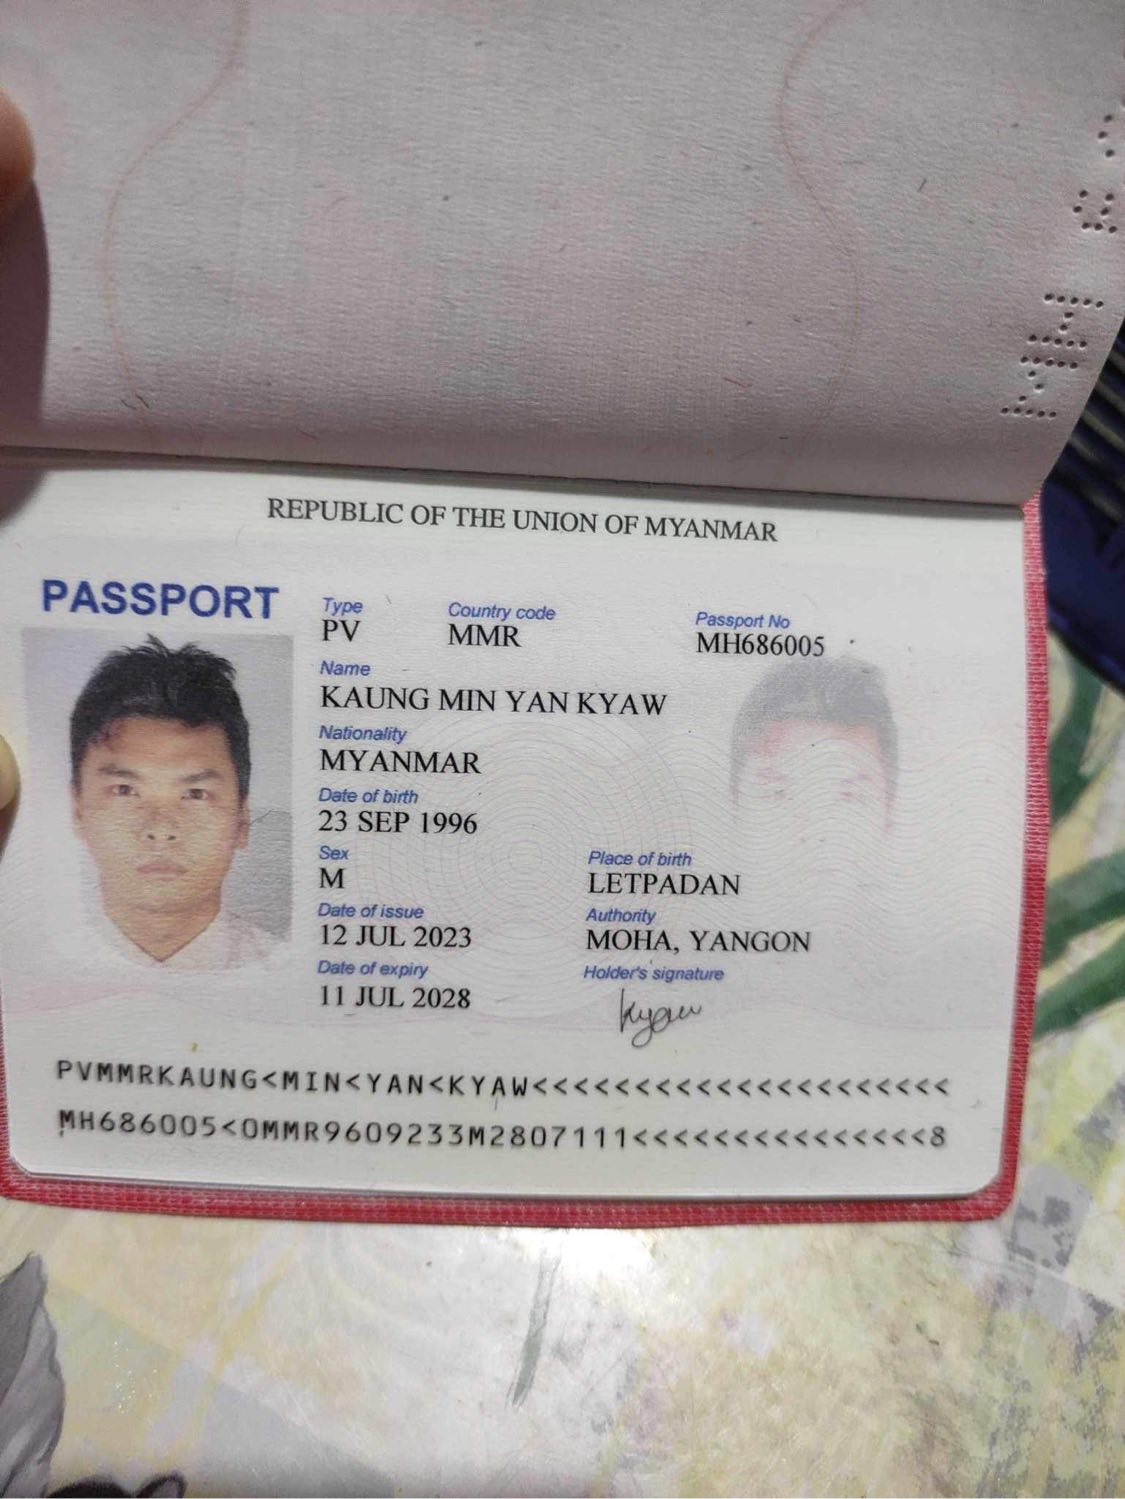 REPUBLIC OF THE UNION OF MYANMAR
PASSPORT
Type Country code Passport No
PV MMR MH686005
Name
KAUNG MIN YAN KYAW
Nationality
MYANMAR
Date of birth
23 SEP 1996
Sex Place of birth
M LETPADAN
Date of issue Authority
12 JUL 2023 MOHA, YANGON
Date of expiry Holder's signature
11 JUL 2028 Kyaw
PVMMRKAUNG<MIN<YAN<KYAW<<<<<<<<<<<<<<<<<<<<<
MH686005<0MMR9609233M2807111<<<<<<<<<<<<<<<8
MH